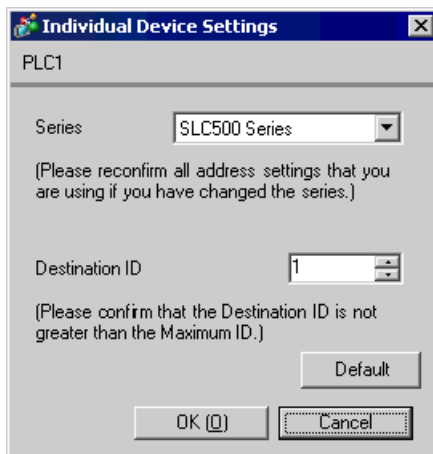 Individual Device Settings
PLC1
Series
SLC500 Series
(Please reconfirm all address settings that you
are using if you have changed the series.)
Destination ID
1
(Please confirm that the Destination ID is not
greater than the Maximum ID.)
Default
OK (O)
Cancel